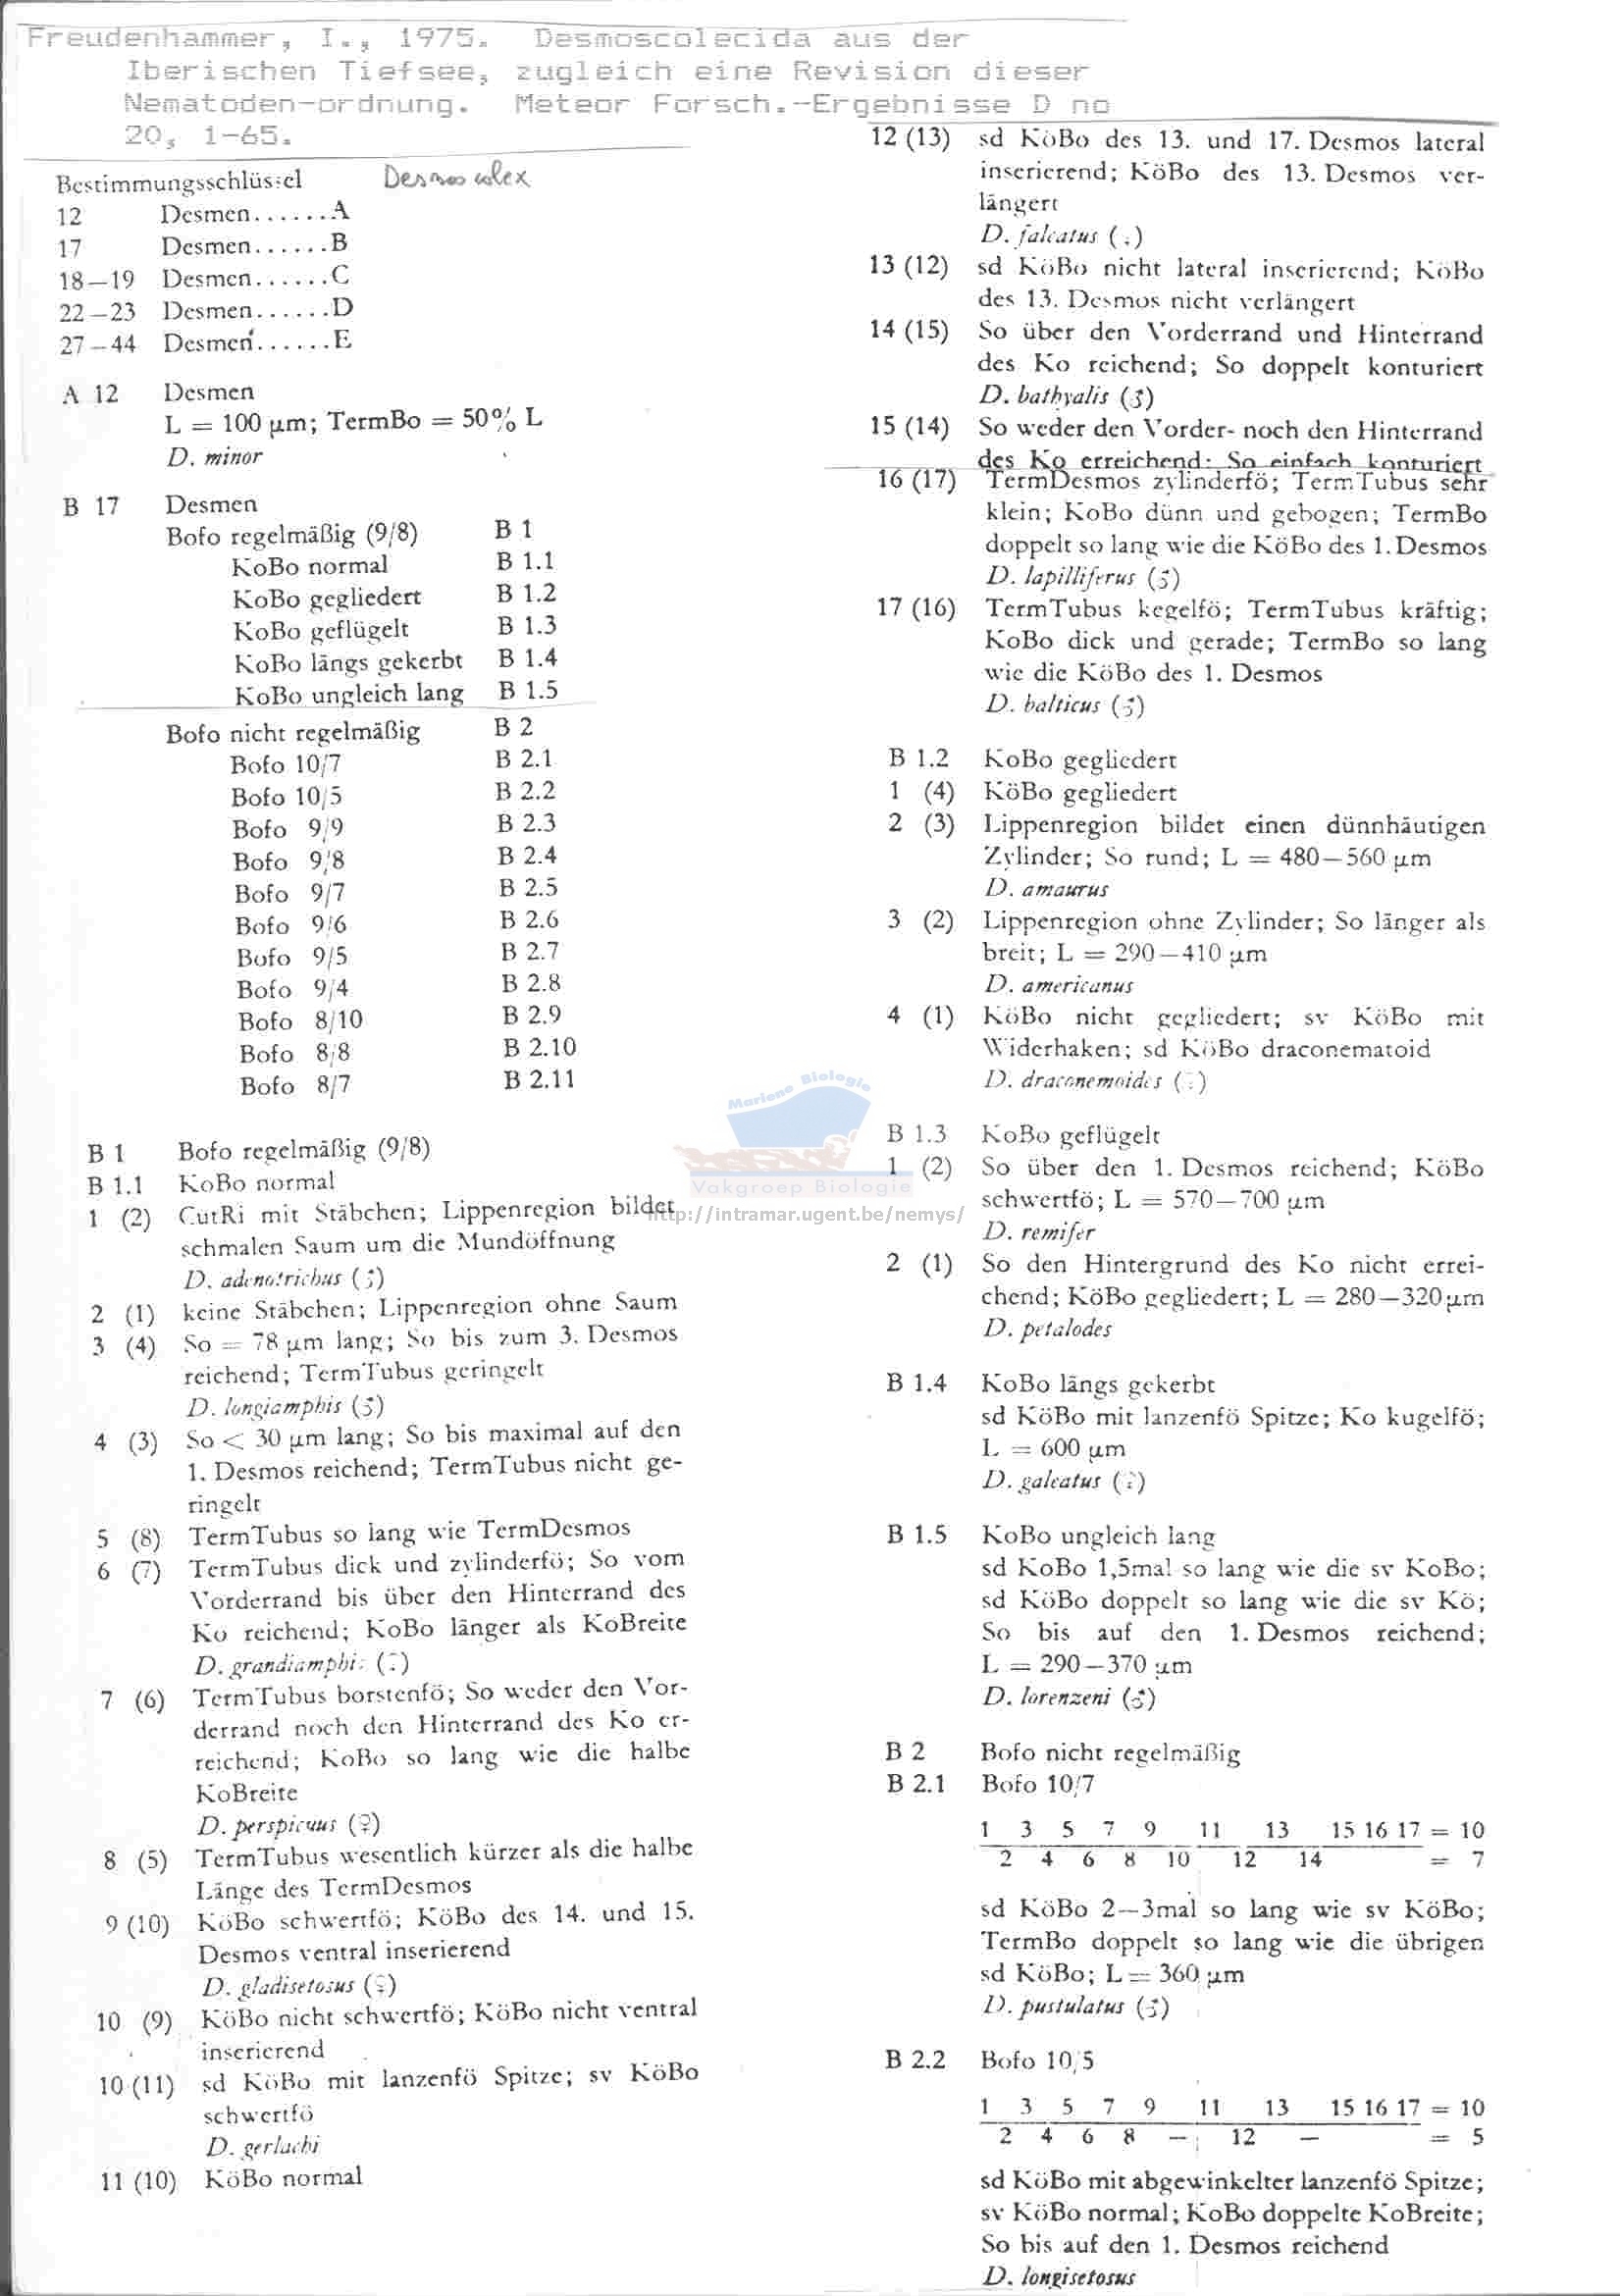 Freudenhammer, I., 1975. Desmoscolecida aus der
Iberischen Tiefsee, zugleich eine Revision dieser
Nematoden-ordnung. Meteor Forsch.-Ergebnisse D no
20, 1-65.
Bestimmungsschlüssel Desmoscolex
12 Desmen......A
17 Desmen......B
18—19 Desmen......C
22—23 Desmen......D
27—44 Desmen......E
A 12 Desmen
L = 100 µm; TermBo = 50% L
D. minor
B 17 Desmen
Bofo regelmäßig (9/8) B 1
KoBo normal B 1.1
KoBo gegliedert B 1.2
KoBo geflügelt B 1.3
KoBo längs gekerbt B 1.4
KoBo ungleich lang B 1.5
Bofo nicht regelmäßig B 2
Bofo 10/7 B 2.1
Bofo 10/5 B 2.2
Bofo 9/9 B 2.3
Bofo 9/8 B 2.4
Bofo 9/7 B 2.5
Bofo 9/6 B 2.6
Bofo 9/5 B 2.7
Bofo 9/4 B 2.8
Bofo 8/10 B 2.9
Bofo 8/8 B 2.10
Bofo 8/7 B 2.11
B 1 Bofo regelmäßig (9/8)
B 1.1 KoBo normal
1 (2) CutRi mit Stäbchen; Lippenregion bildet
schmalen Saum um die Mundöffnung
D. adenotrichus
2 (1) keine Stäbchen; Lippenregion ohne Saum
3 (4) So = 78 µm lang; So bis zum 3. Desmos
reichend; TermTubus geringelt
D. longiamphis (♂)
4 (3) So < 30 µm lang; So bis maximal auf den
1. Desmos reichend; TermTubus nicht ge-
ringelt
5 (8) TermTubus so lang wie TermDesmos
6 (7) TermTubus dick und zylinderfö; So vom
Vorderrand bis über den Hinterrand des
Ko reichend; KoBo länger als KoBreite
D. grandiamphis
7 (6) TermTubus borstenfö; So weder den Vor-
derrand noch den Hinterrand des Ko er-
reichend; KoBo so lang wie die halbe
KoBreite
D. perspicuus (♀)
8 (5) TermTubus wesentlich kürzer als die halbe
Länge des TermDesmos
9 (10) KöBo schwertfö; KöBo des 14. und 15.
Desmos ventral inserierend
D. gladisetosus (♀)
10 (9) KöBo nicht schwertfö; KöBo nicht ventral
inserierend
10 (11) sd KöBo mit lanzenfö Spitze; sv KöBo
schwertfö
D. gerlachi
11 (10) KöBo normal
12 (13) sd KöBo des 13. und 17. Desmos lateral
inserierend; KöBo des 13. Desmos ver-
längert
D. falcatus
13 (12) sd KöBo nicht lateral inserierend; KöBo
des 13. Desmos nicht verlängert
14 (15) So über den Vorderrand und Hinterrand
des Ko reichend; So doppelt konturiert
D. bathyalis (♂)
15 (14) So weder den Vorder- noch den Hinterrand
des Ko erreichend; So einfach konturiert
16 (17) TermDesmos zylinderfö; TermTubus sehr
klein; KoBo dünn und gebogen; TermBo
doppelt so lang wie die KöBo des 1. Desmos
D. lapilliferus (♂)
17 (16) TermTubus kegelfö; TermTubus kräftig;
KoBo dick und gerade; TermBo so lang
wie die KöBo des 1. Desmos
D. balticus (♂)
B 1.2 KoBo gegliedert
1 (4) KöBo gegliedert
2 (3) Lippenregion bildet einen dünnhäutigen
Zylinder; So rund; L = 480—560 µm
D. amaurus
3 (2) Lippenregion ohne Zylinder; So länger als
breit; L = 290—410 µm
D. americanus
4 (1) KöBo nicht gegliedert; sv KöBo mit
Widerhaken; sd KöBo draconematoid
D. draconemoides
B 1.3 KoBo geflügelt
1 (2) So über den 1. Desmos reichend; KöBo
schwertfö; L = 570—700 µm
D. remifer
2 (1) So den Hintergrund des Ko nicht errei-
chend; KöBo gegliedert; L = 280—320 µm
D. petalodes
B 1.4 KoBo längs gekerbt
sd KöBo mit lanzenfö Spitze; Ko kugelfö;
L = 600 µm
D. galeatus
B 1.5 KoBo ungleich lang
sd KoBo 1,5mal so lang wie die sv KoBo;
sd KöBo doppelt so lang wie die sv Kö;
So bis auf den 1. Desmos reichend;
L = 290—370 µm
D. lorenzeni (♂)
B 2 Bofo nicht regelmäßig
B 2.1 Bofo 10/7
1 3 5 7 9 11 13 15 16 17 = 10
2 4 6 8 10 12 14 = 7
sd KöBo 2—3mal so lang wie sv KöBo;
TermBo doppelt so lang wie die übrigen
sd KöBo; L = 360 µm
D. pustulatus (♂)
B 2.2 Bofo 10/5
1 3 5 7 9 11 13 15 16 17 = 10
2 4 6 8 — 12 — = 5
sd KöBo mit abgewinkelter lanzenfö Spitze;
sv KöBo normal; KoBo doppelte KoBreite;
So bis auf den 1. Desmos reichend
D. longisetosus
Mariene Biologie
Vakgroep Biologie
http://intramar.ugent.be/nemys/